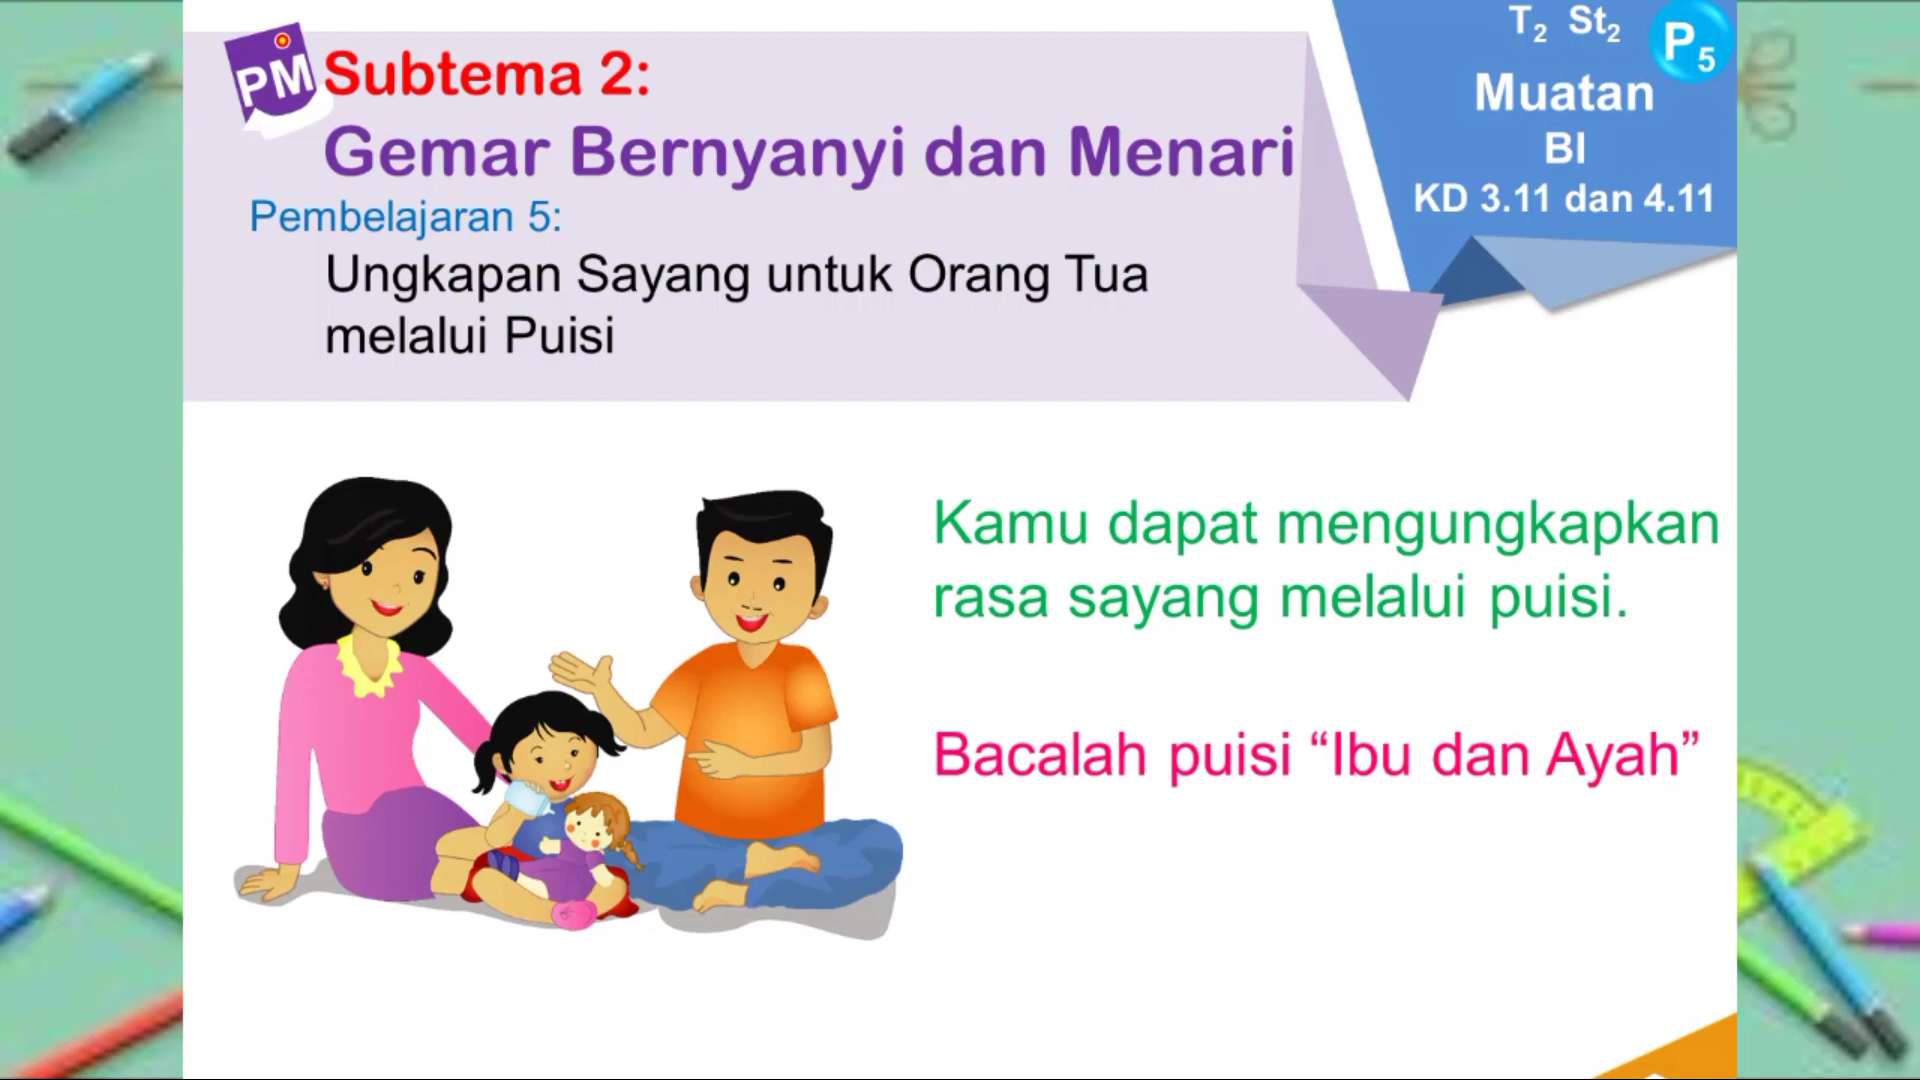 PM
Subtema 2:
Gemar Bernyanyi dan Menari
Pembelajaran 5:
Ungkapan Sayang untuk Orang Tua
melalui Puisi
T2 St2
P5
Muatan
BI
KD 3.11 dan 4.11
Kamu dapat mengungkapkan
rasa sayang melalui puisi.
Bacalah puisi “Ibu dan Ayah”